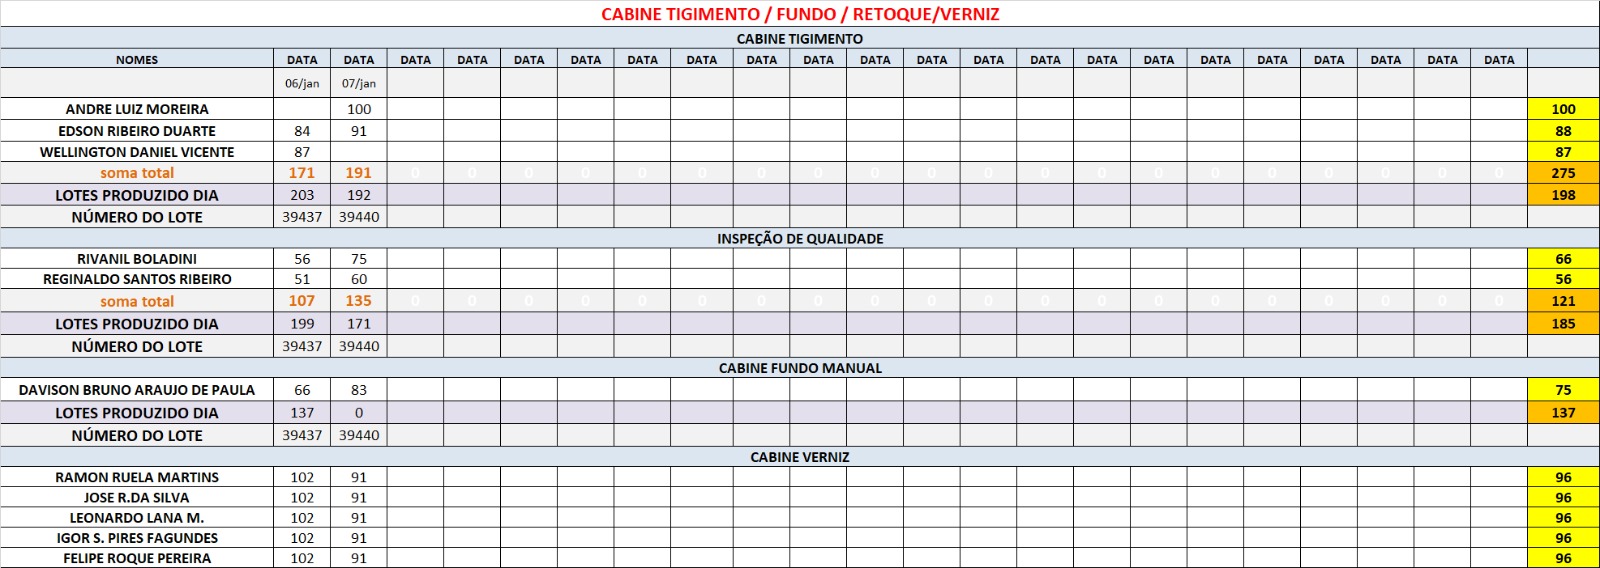 CABINE TIGIMENTO / FUNDO / RETOQUE/VERNIZ
CABINE TIGIMENTO
NOMES DATA DATA DATA DATA DATA DATA DATA DATA DATA DATA DATA DATA DATA DATA DATA DATA DATA DATA DATA DATA DATA DATA
06/jan 07/jan
ANDRE LUIZ MOREIRA 100 100
EDSON RIBEIRO DUARTE 84 91 88
WELLINGTON DANIEL VICENTE 87 87
soma total 171 191 0 0 0 0 0 0 0 0 0 0 0 0 0 0 0 0 0 0 0 0 275
LOTES PRODUZIDO DIA 203 192 198
NÚMERO DO LOTE 39437 39440
INSPEÇÃO DE QUALIDADE
RIVANIL BOLADINI 56 75 66
REGINALDO SANTOS RIBEIRO 51 60 56
soma total 107 135 0 0 0 0 0 0 0 0 0 0 0 0 0 0 0 0 0 0 0 0 121
LOTES PRODUZIDO DIA 199 171 185
NÚMERO DO LOTE 39437 39440
CABINE FUNDO MANUAL
DAVISON BRUNO ARAUJO DE PAULA 66 83 75
LOTES PRODUZIDO DIA 137 0 137
NÚMERO DO LOTE 39437 39440
CABINE VERNIZ
RAMON RUELA MARTINS 102 91 96
JOSE R.DA SILVA 102 91 96
LEONARDO LANA M. 102 91 96
IGOR S. PIRES FAGUNDES 102 91 96
FELIPE ROQUE PEREIRA 102 91 96